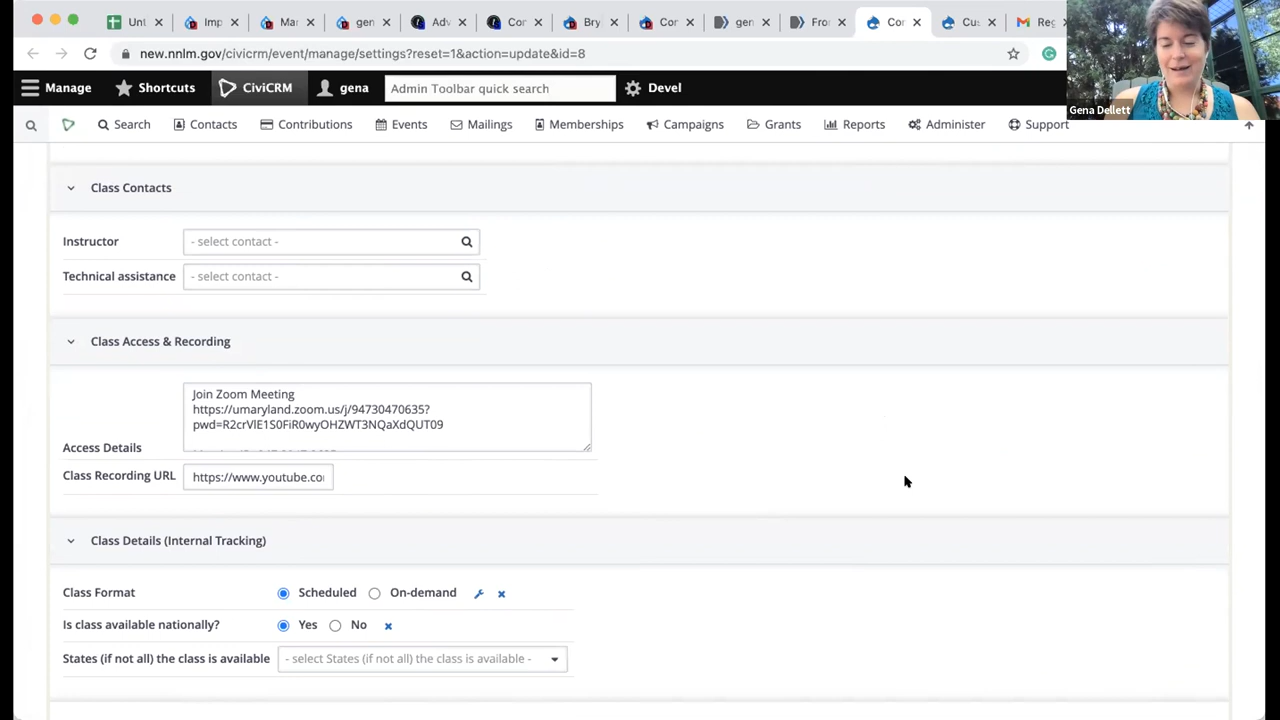 Unt
Imp
Mar
gen
Adv
Con
Bry
Con
gen
Fro
Con
Cus
Reg
new.nnlm.gov/civicrm/event/manage/settings?reset=1&action=update&id=8
Manage
Shortcuts
CiviCRM
gena
Admin Toolbar quick search
Devel
Gena Dellett
Search
Contacts
Contributions
Events
Mailings
Memberships
Campaigns
Grants
Reports
Administer
Support
Class Contacts
Instructor
- select contact -
Technical assistance
- select contact -
Class Access & Recording
Join Zoom Meeting
https://umaryland.zoom.us/j/94730470635?
pwd=R2crVlE1S0FiR0wyOHZWT3NQaXdQUT09
Access Details
Class Recording URL
https://www.youtube.co
Class Details (Internal Tracking)
Class Format
Scheduled
On-demand
Is class available nationally?
Yes
No
States (if not all) the class is available
- select States (if not all) the class is available -